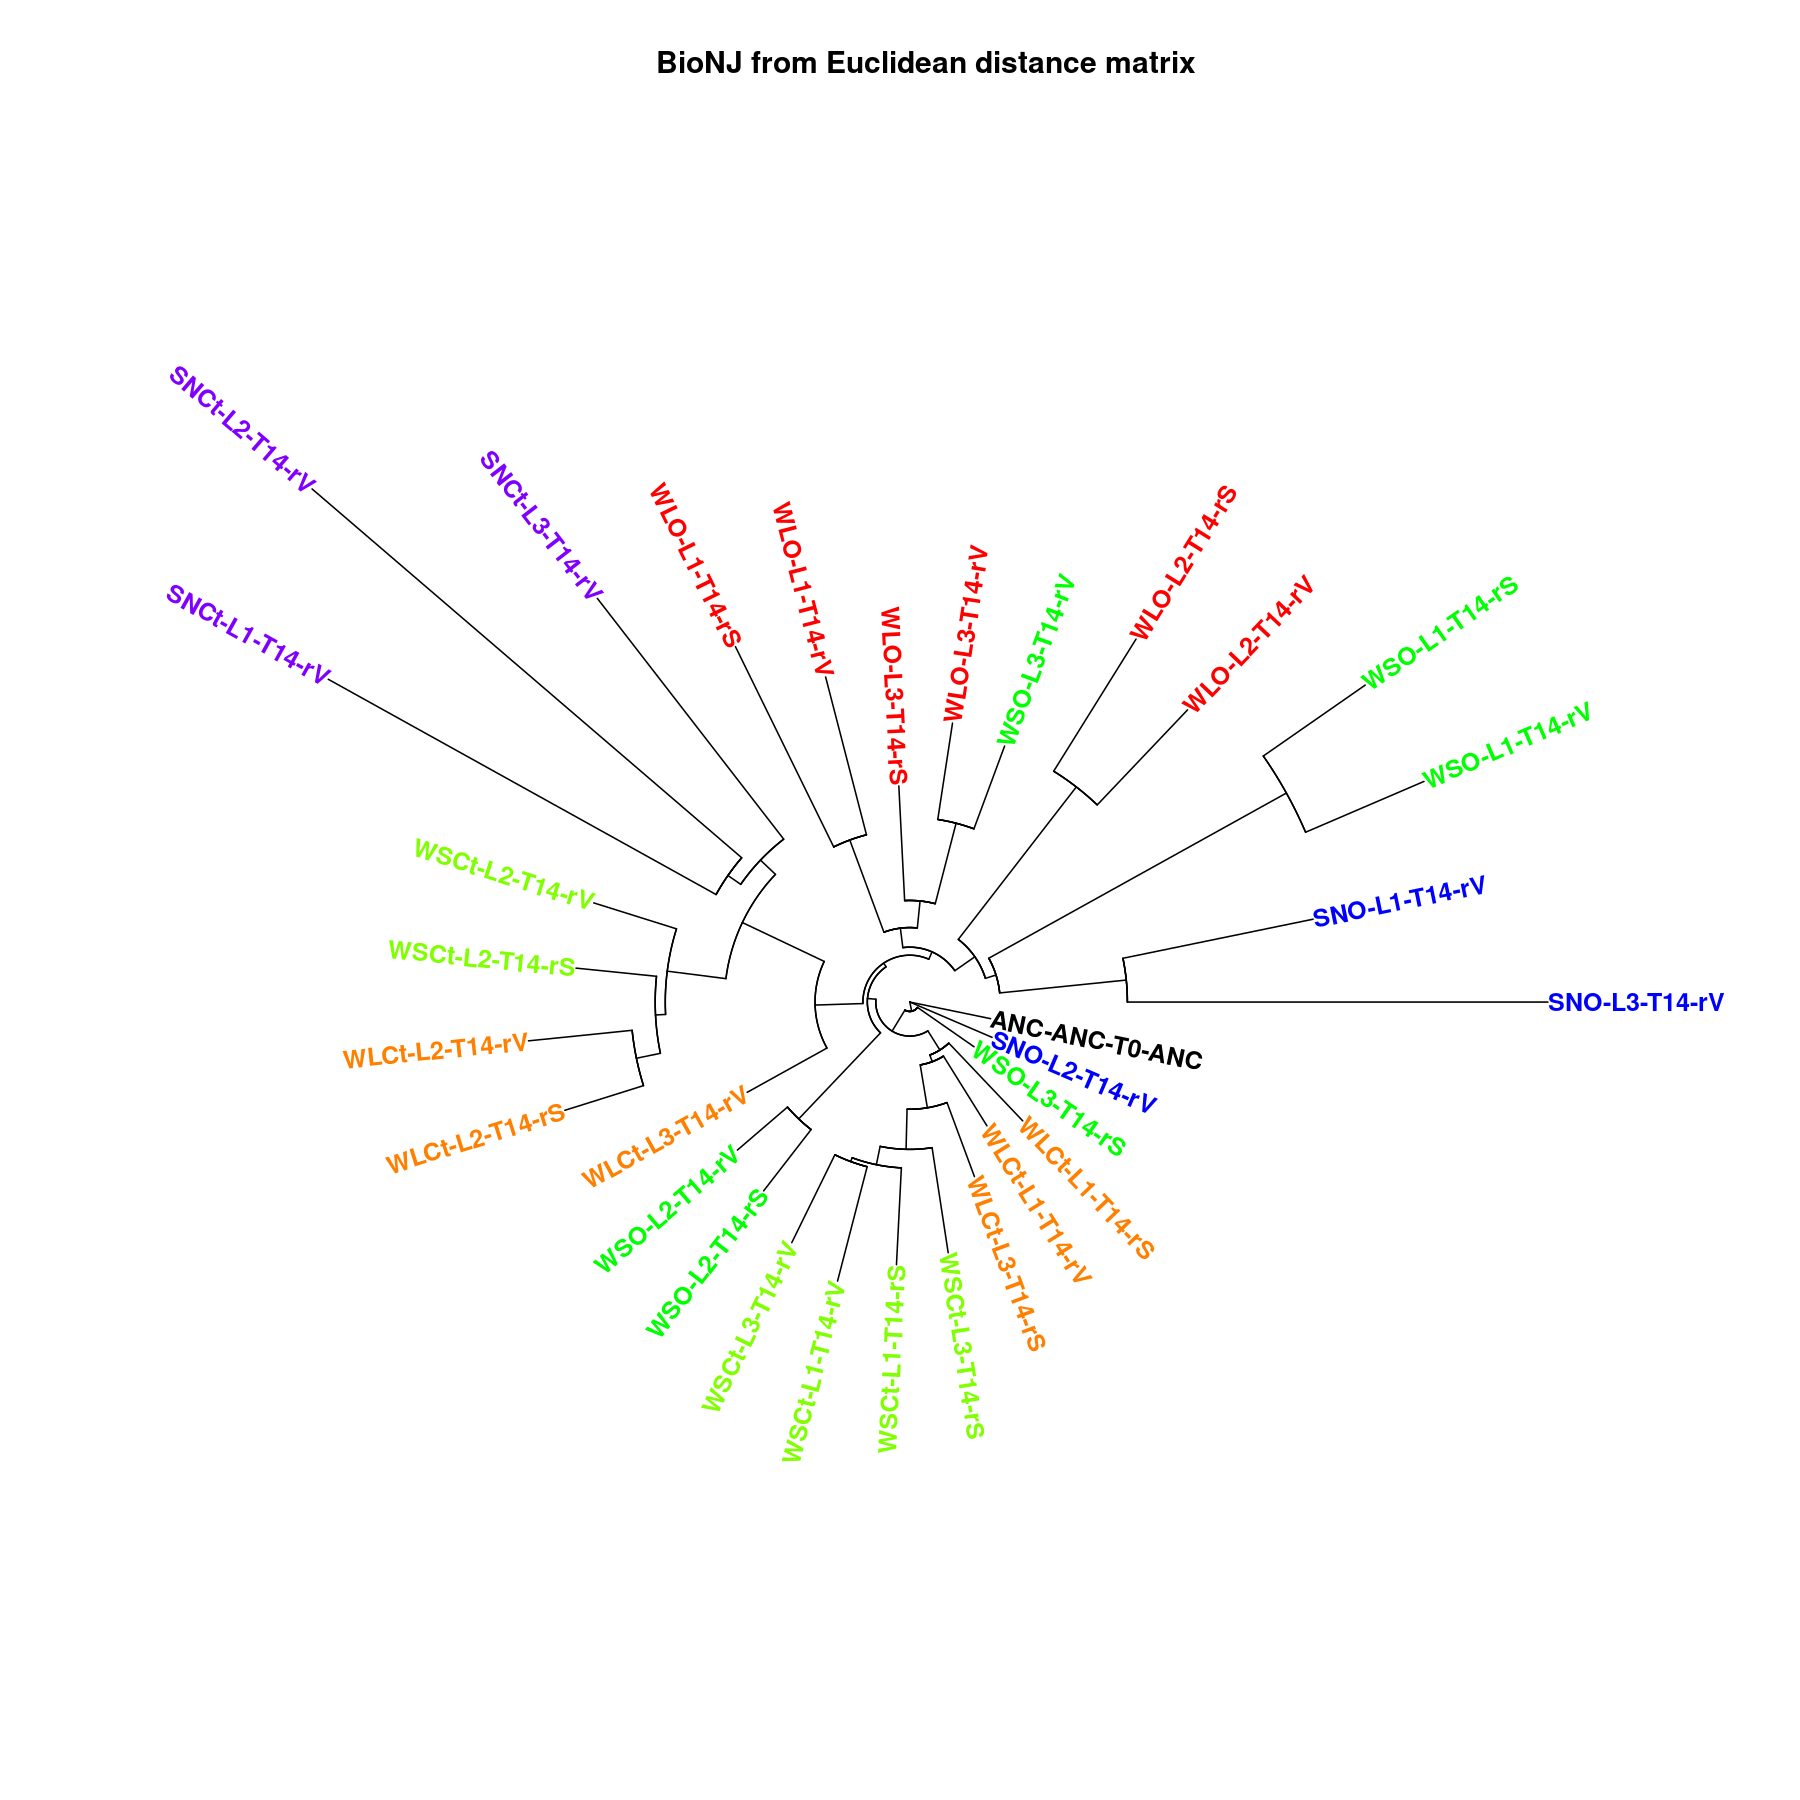 BioNJ from Euclidean distance matrix
SNCt-L2-T14-rV
SNCt-L3-T14-rV
SNCt-L1-T14-rV
WLO-L1-T14-rS
WLO-L1-T14-rV
WLO-L3-T14-rS
WLO-L3-T14-rV
WSO-L3-T14-rV
WLO-L2-T14-rS
WLO-L2-T14-rV
WSO-L1-T14-rS
WSO-L1-T14-rV
SNO-L1-T14-rV
SNO-L3-T14-rV
ANC-ANC-T0-ANC
SNO-L2-T14-rV
WSO-L3-T14-rS
WLCt-L1-T14-rS
WLCt-L1-T14-rV
WLCt-L3-T14-rS
WSCt-L3-T14-rS
WSCt-L1-T14-rS
WSCt-L1-T14-rV
WSCt-L3-T14-rV
WSO-L2-T14-rS
WSO-L2-T14-rV
WLCt-L3-T14-rV
WLCt-L2-T14-rS
WLCt-L2-T14-rV
WSCt-L2-T14-rS
WSCt-L2-T14-rV